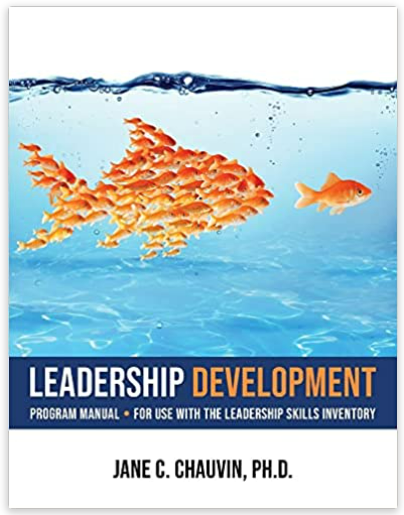 LEADERSHIP DEVELOPMENT
PROGRAM MANUAL • FOR USE WITH THE LEADERSHIP SKILLS INVENTORY
JANE C. CHAUVIN, PH.D.